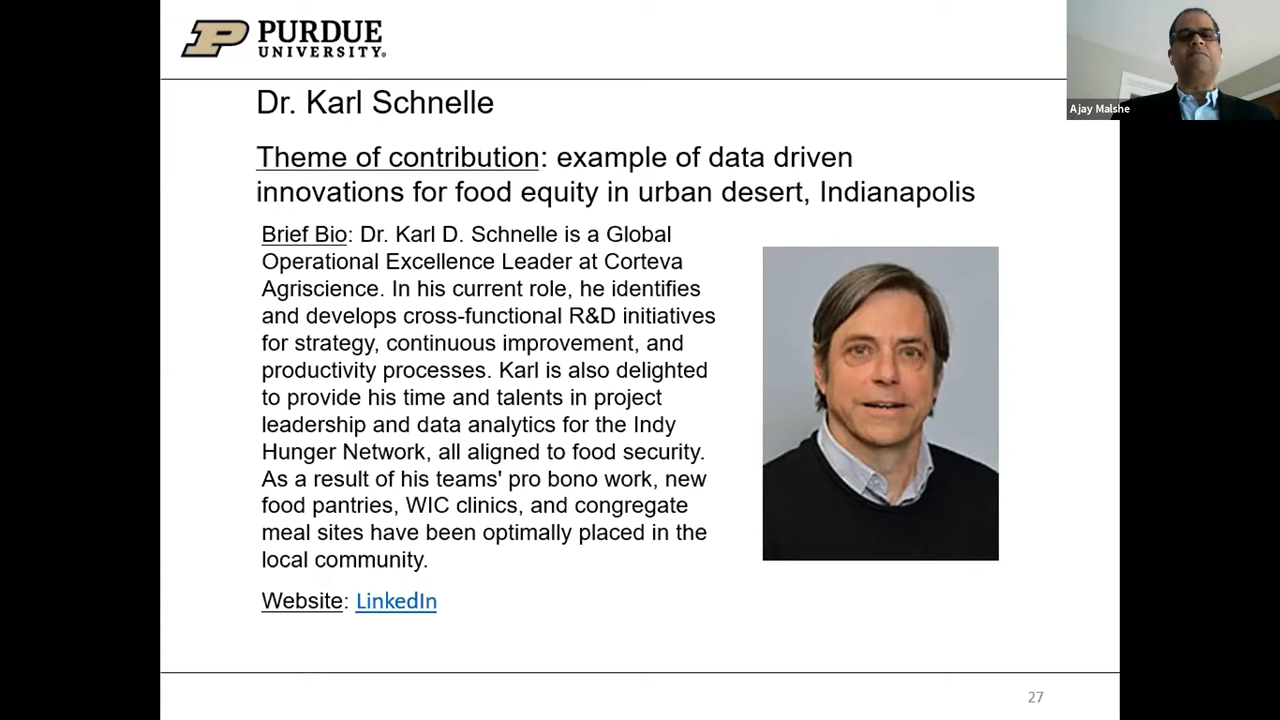 PURDUE
UNIVERSITY®
Ajay Malshe
Dr. Karl Schnelle
Theme of contribution: example of data driven
innovations for food equity in urban desert, Indianapolis
Brief Bio: Dr. Karl D. Schnelle is a Global
Operational Excellence Leader at Corteva
Agriscience. In his current role, he identifies
and develops cross-functional R&D initiatives
for strategy, continuous improvement, and
productivity processes. Karl is also delighted
to provide his time and talents in project
leadership and data analytics for the Indy
Hunger Network, all aligned to food security.
As a result of his teams' pro bono work, new
food pantries, WIC clinics, and congregate
meal sites have been optimally placed in the
local community.
Website: LinkedIn
27